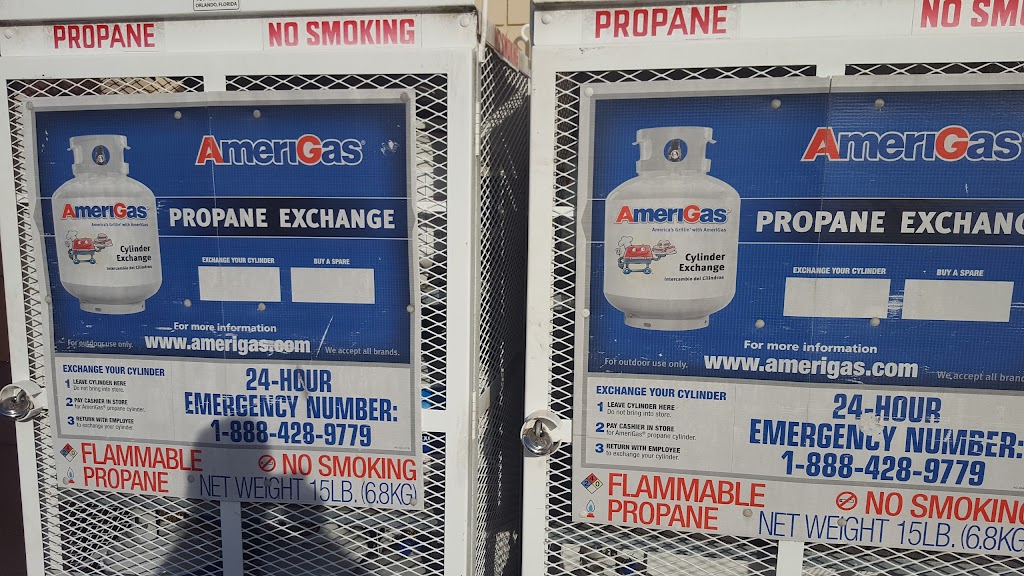 ORLANDO, FLORIDA
PROPANE
NO SMOKING
AMERIGAS
PROPANE EXCHANGE
AMERIGAS
America's Grillin' with AmeriGas
Cylinder
Exchange
Intercambio del Cilindros
EXCHANGE YOUR CYLINDER
BUY A SPARE
For more information
www.amerigas.com
For outdoor use only.
We accept all brands.
EXCHANGE YOUR CYLINDER
1 LEAVE CYLINDER HERE
Do not bring into store.
2 PAY CASHIER IN STORE
for AmeriGas® propane cylinder.
3 RETURN WITH EMPLOYEE
to exchange your cylinder.
24-HOUR
EMERGENCY NUMBER:
1-888-428-9779
FLAMMABLE
PROPANE
NO SMOKING
NET WEIGHT 15LB. (6.8KG)
PROPANE
NO SMO
AMERIGAS
PROPANE EXCHANG
AMERIGAS
America's Grillin' with AmeriGas
Cylinder
Exchange
Intercambio del Cilindros
EXCHANGE YOUR CYLINDER
BUY A SPARE
For more information
www.amerigas.com
For outdoor use only.
We accept all brand
EXCHANGE YOUR CYLINDER
1 LEAVE CYLINDER HERE
Do not bring into store.
2 PAY CASHIER IN STORE
for AmeriGas® propane cylinder.
3 RETURN WITH EMPLOYEE
to exchange your cylinder.
24-HOUR
EMERGENCY NUMBER:
1-888-428-9779
FLAMMABLE
PROPANE
NO SMOKING
NET WEIGHT 15LB. (6.8KG)